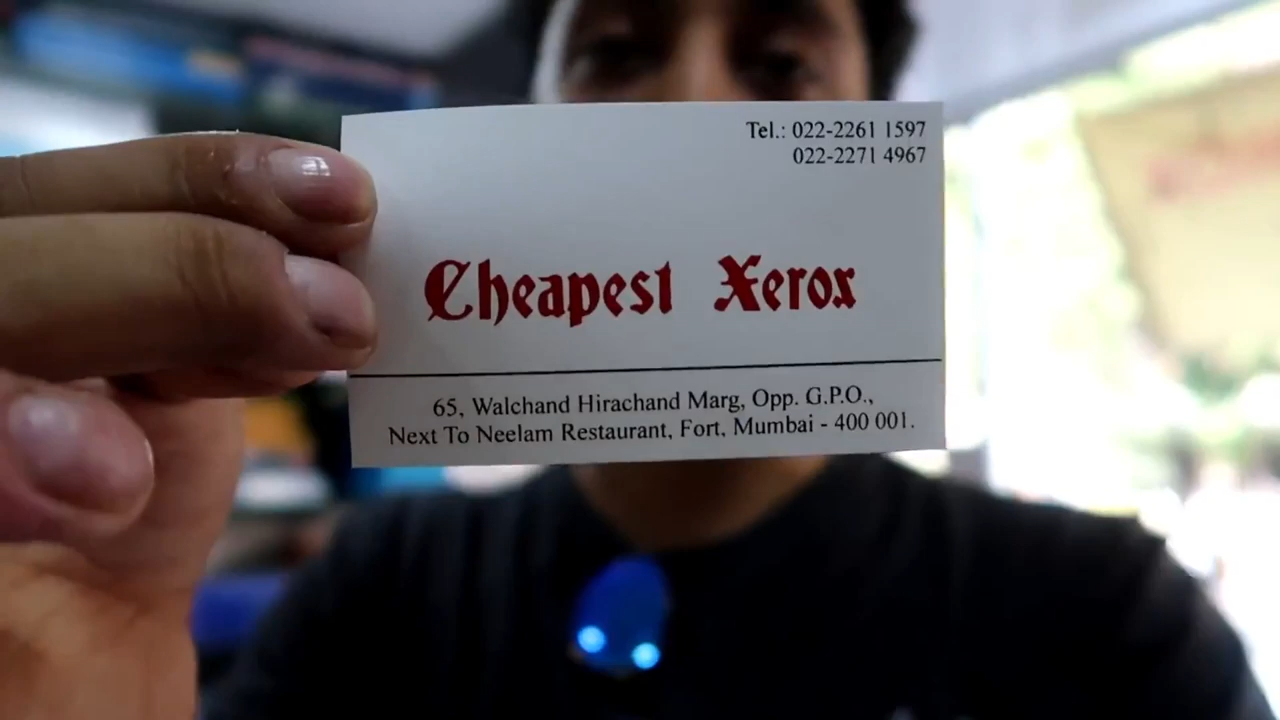 Tel.: 022-2261 1597
022-2271 4967
Cheapest Xerox
65, Walchand Hirachand Marg, Opp. G.P.O.,
Next To Neelam Restaurant, Fort, Mumbai - 400 001.